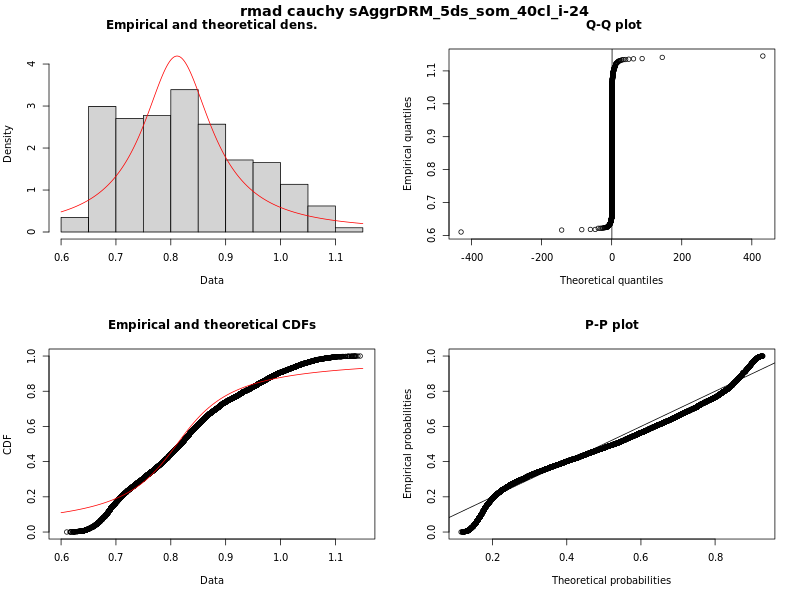 rmad cauchy sAggrDRM_5ds_som_40cl_i-24
Empirical and theoretical dens.
Density
0 1 2 3 4
0.6 0.7 0.8 0.9 1.0 1.1
Data
Q-Q plot
Empirical quantiles
0.6 0.7 0.8 0.9 1.0 1.1
-400 -200 0 200 400
Theoretical quantiles
Empirical and theoretical CDFs
CDF
0.0 0.2 0.4 0.6 0.8 1.0
0.6 0.7 0.8 0.9 1.0 1.1
Data
P-P plot
Empirical probabilities
0.0 0.2 0.4 0.6 0.8 1.0
0.2 0.4 0.6 0.8
Theoretical probabilities